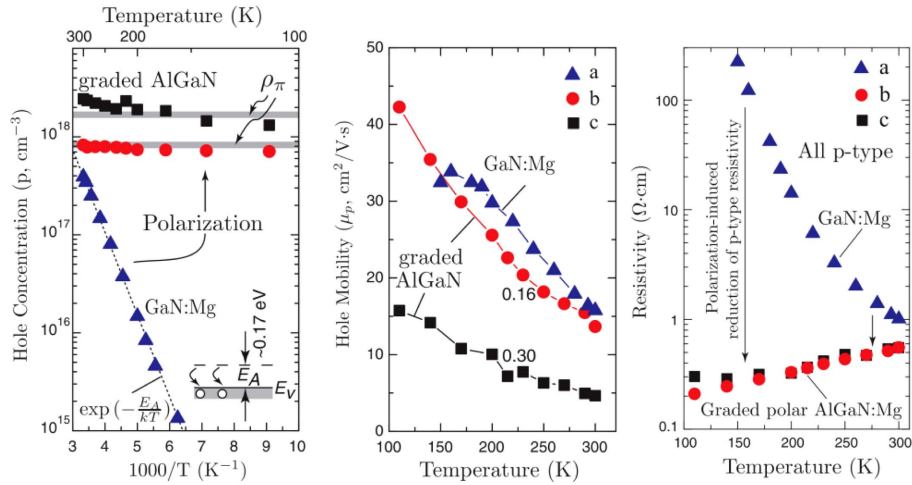 Temperature (K)
300
200
100
graded AlGaN
ρπ
10^18
10^17
10^16
10^15
Hole Concentration (p, cm^-3)
Polarization
GaN:Mg
~0.17 eV
E_A
E_V
exp(-E_A/kT)
3 4 5 6 7 8 9 10
1000/T (K^-1)
50
40
30
20
10
0
Hole Mobility (μ_p, cm^2/V·s)
a
b
c
GaN:Mg
graded
AlGaN
0.16
0.30
100 150 200 250 300
Temperature (K)
100
10
1
0.1
Resistivity (Ω·cm)
a
b
c
All p-type
Polarization-induced
reduction of p-type resistivity
GaN:Mg
Graded polar AlGaN:Mg
100 150 200 250 300
Temperature (K)